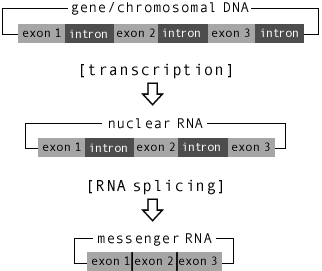 gene/chromosomal DNA
exon 1 intron exon 2 intron exon 3 intron
[transcription]
nuclear RNA
exon 1 intron exon 2 intron exon 3
[RNA splicing]
messenger RNA
exon 1 exon 2 exon 3